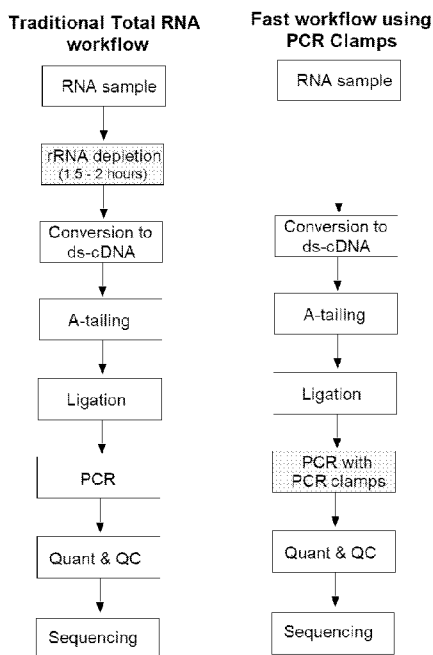 Traditional Total RNA
workflow
RNA sample
rRNA depletion
(1.5 - 2 hours)
Conversion to
ds-cDNA
A-tailing
Ligation
PCR
Quant & QC
Sequencing
Fast workflow using
PCR Clamps
RNA sample
Conversion to
ds-cDNA
A-tailing
Ligation
PCR with
PCR clamps
Quant & QC
Sequencing